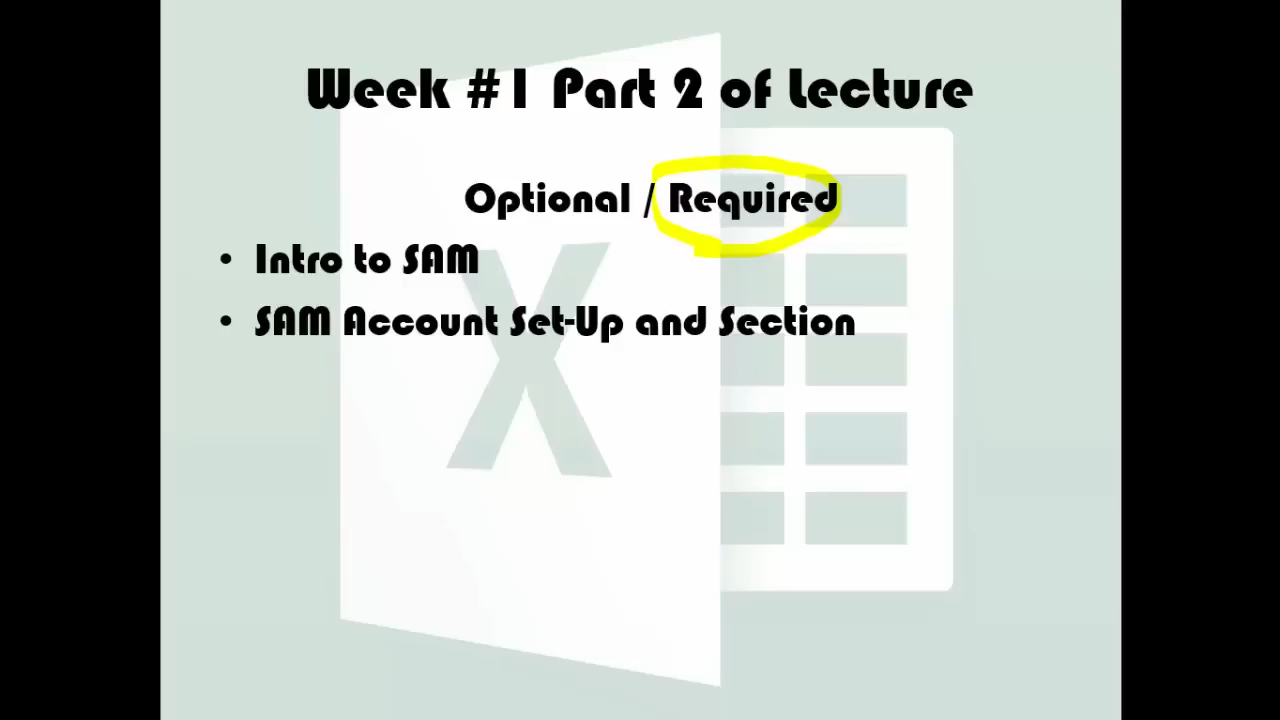 Week #1 Part 2 of Lecture
Optional / Required
• Intro to SAM
• SAM Account Set-Up and Section
X